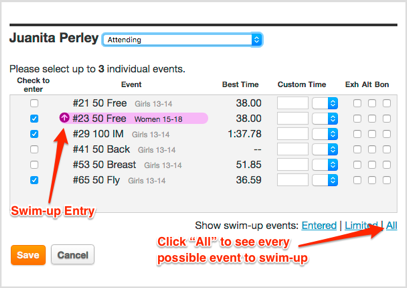 Juanita Perley Attending
Please select up to 3 individual events.
Check to enter Event Best Time Custom Time Exh Alt Bon
#21 50 Free Girls 13-14 38.00
#23 50 Free Women 15-18 38.00
#29 100 IM Girls 13-14 1:37.78
#41 50 Back Girls 13-14 --
#53 50 Breast Girls 13-14 51.85
#65 50 Fly Girls 13-14 36.59
Swim-up Entry
Show swim-up events: Entered | Limited | All
Click “All” to see every
possible event to swim-up
Save Cancel